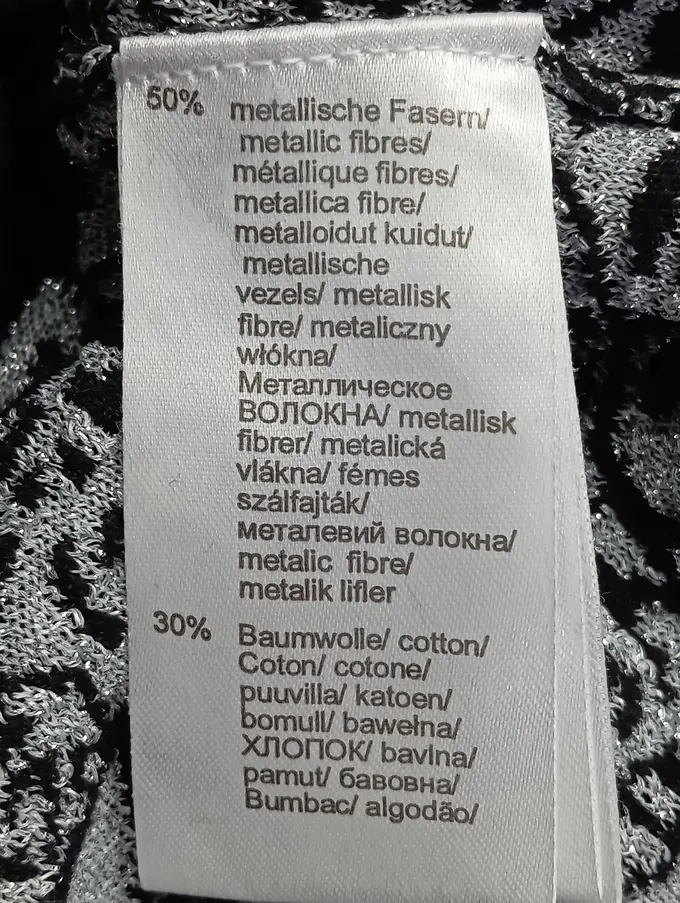 50% metallische Fasern/
metallic fibres/
métallique fibres/
metallica fibre/
metalloidut kuidut/
metallische
vezels/ metallisk
fibre/ metaliczny
włókna/
Металлическое
ВОЛОКНА/ metallisk
fibrer/ metalická
vlákna/ fémes
szálfajták/
металевий волокна/
metalic fibre/
metalik lifler
30% Baumwolle/ cotton/
Coton/ cotone/
puuvilla/ katoen/
bomull/ bawełna/
ХЛОПОК/ bavlna/
pamut/ бавовна/
Bumbac/ algodão/